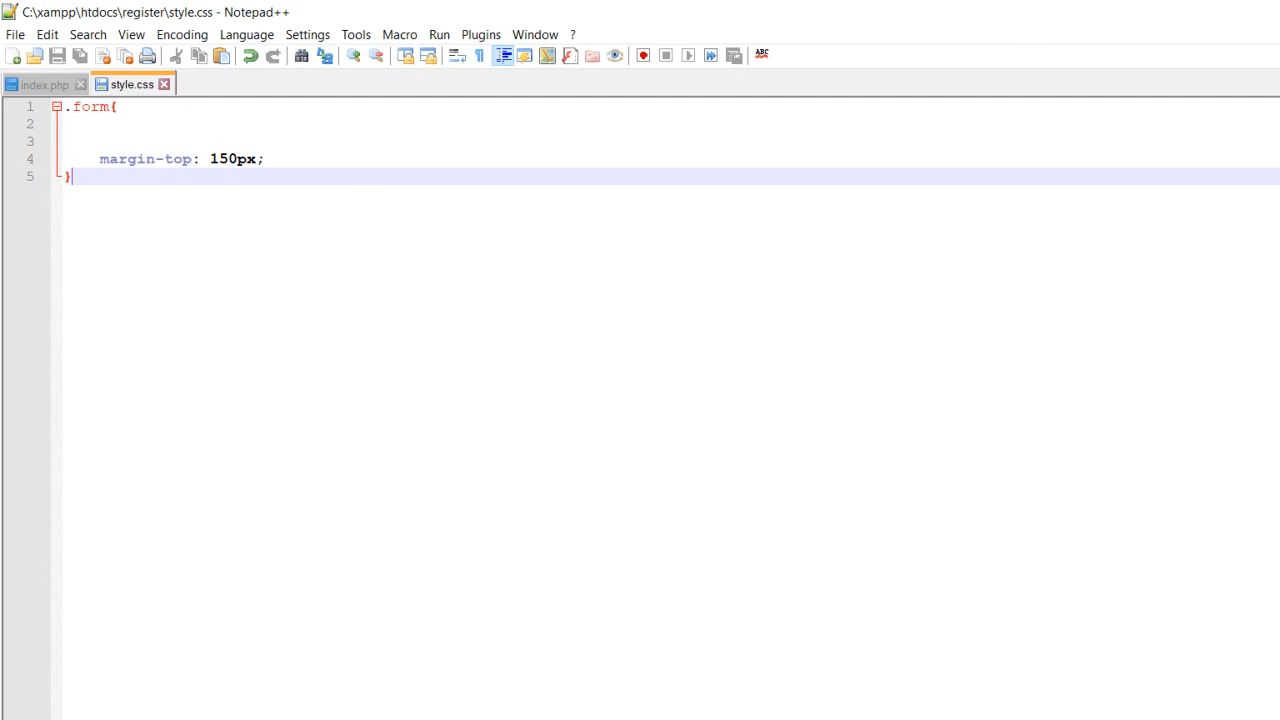 C:\xampp\htdocs\register\style.css - Notepad++
File Edit Search View Encoding Language Settings Tools Macro Run Plugins Window ?
ABC
index.php style.css
1 .form{
2
3
4 margin-top: 150px;
5 }